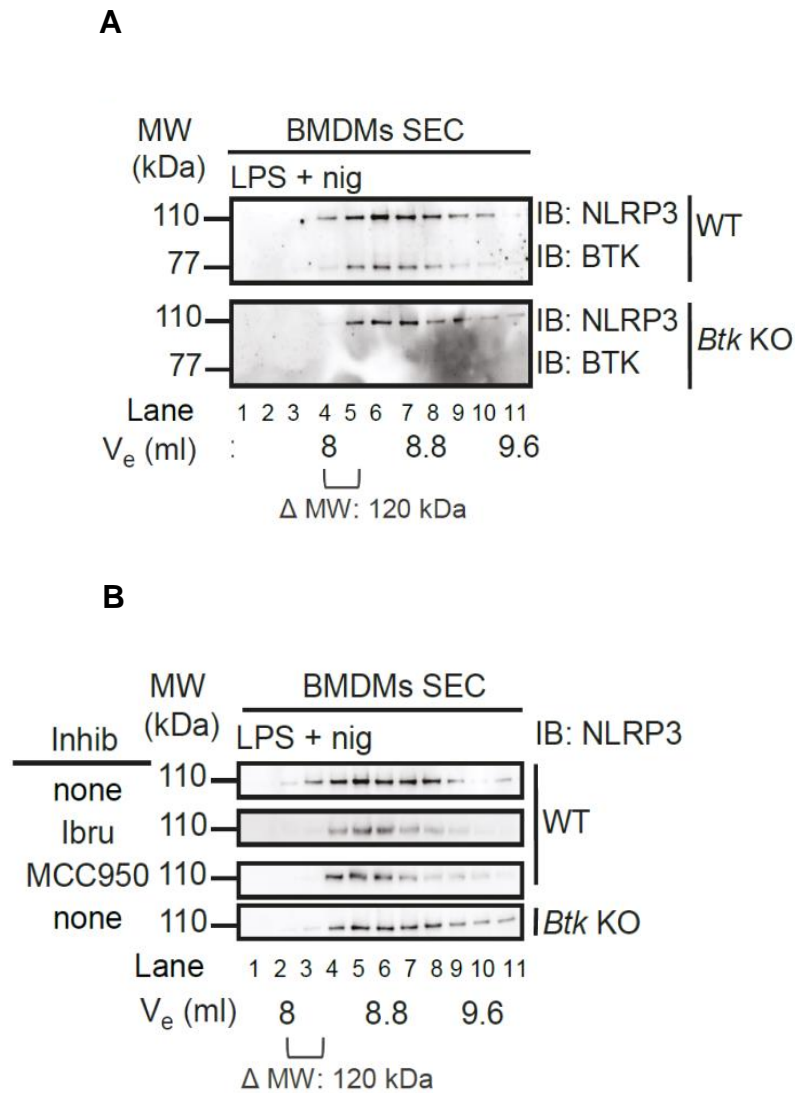 A
MW
(kDa)
BMDMs SEC
LPS + nig
110
IB: NLRP3
WT
77
IB: BTK
110
IB: NLRP3
Btk KO
77
IB: BTK
Lane 1 2 3 4 5 6 7 8 9 10 11
Ve (ml) : 8 8.8 9.6
Δ MW: 120 kDa
B
MW
(kDa)
BMDMs SEC
Inhib
LPS + nig
IB: NLRP3
none 110
Ibru 110
WT
MCC950 110
none 110
Btk KO
Lane 1 2 3 4 5 6 7 8 9 10 11
Ve (ml) 8 8.8 9.6
Δ MW: 120 kDa